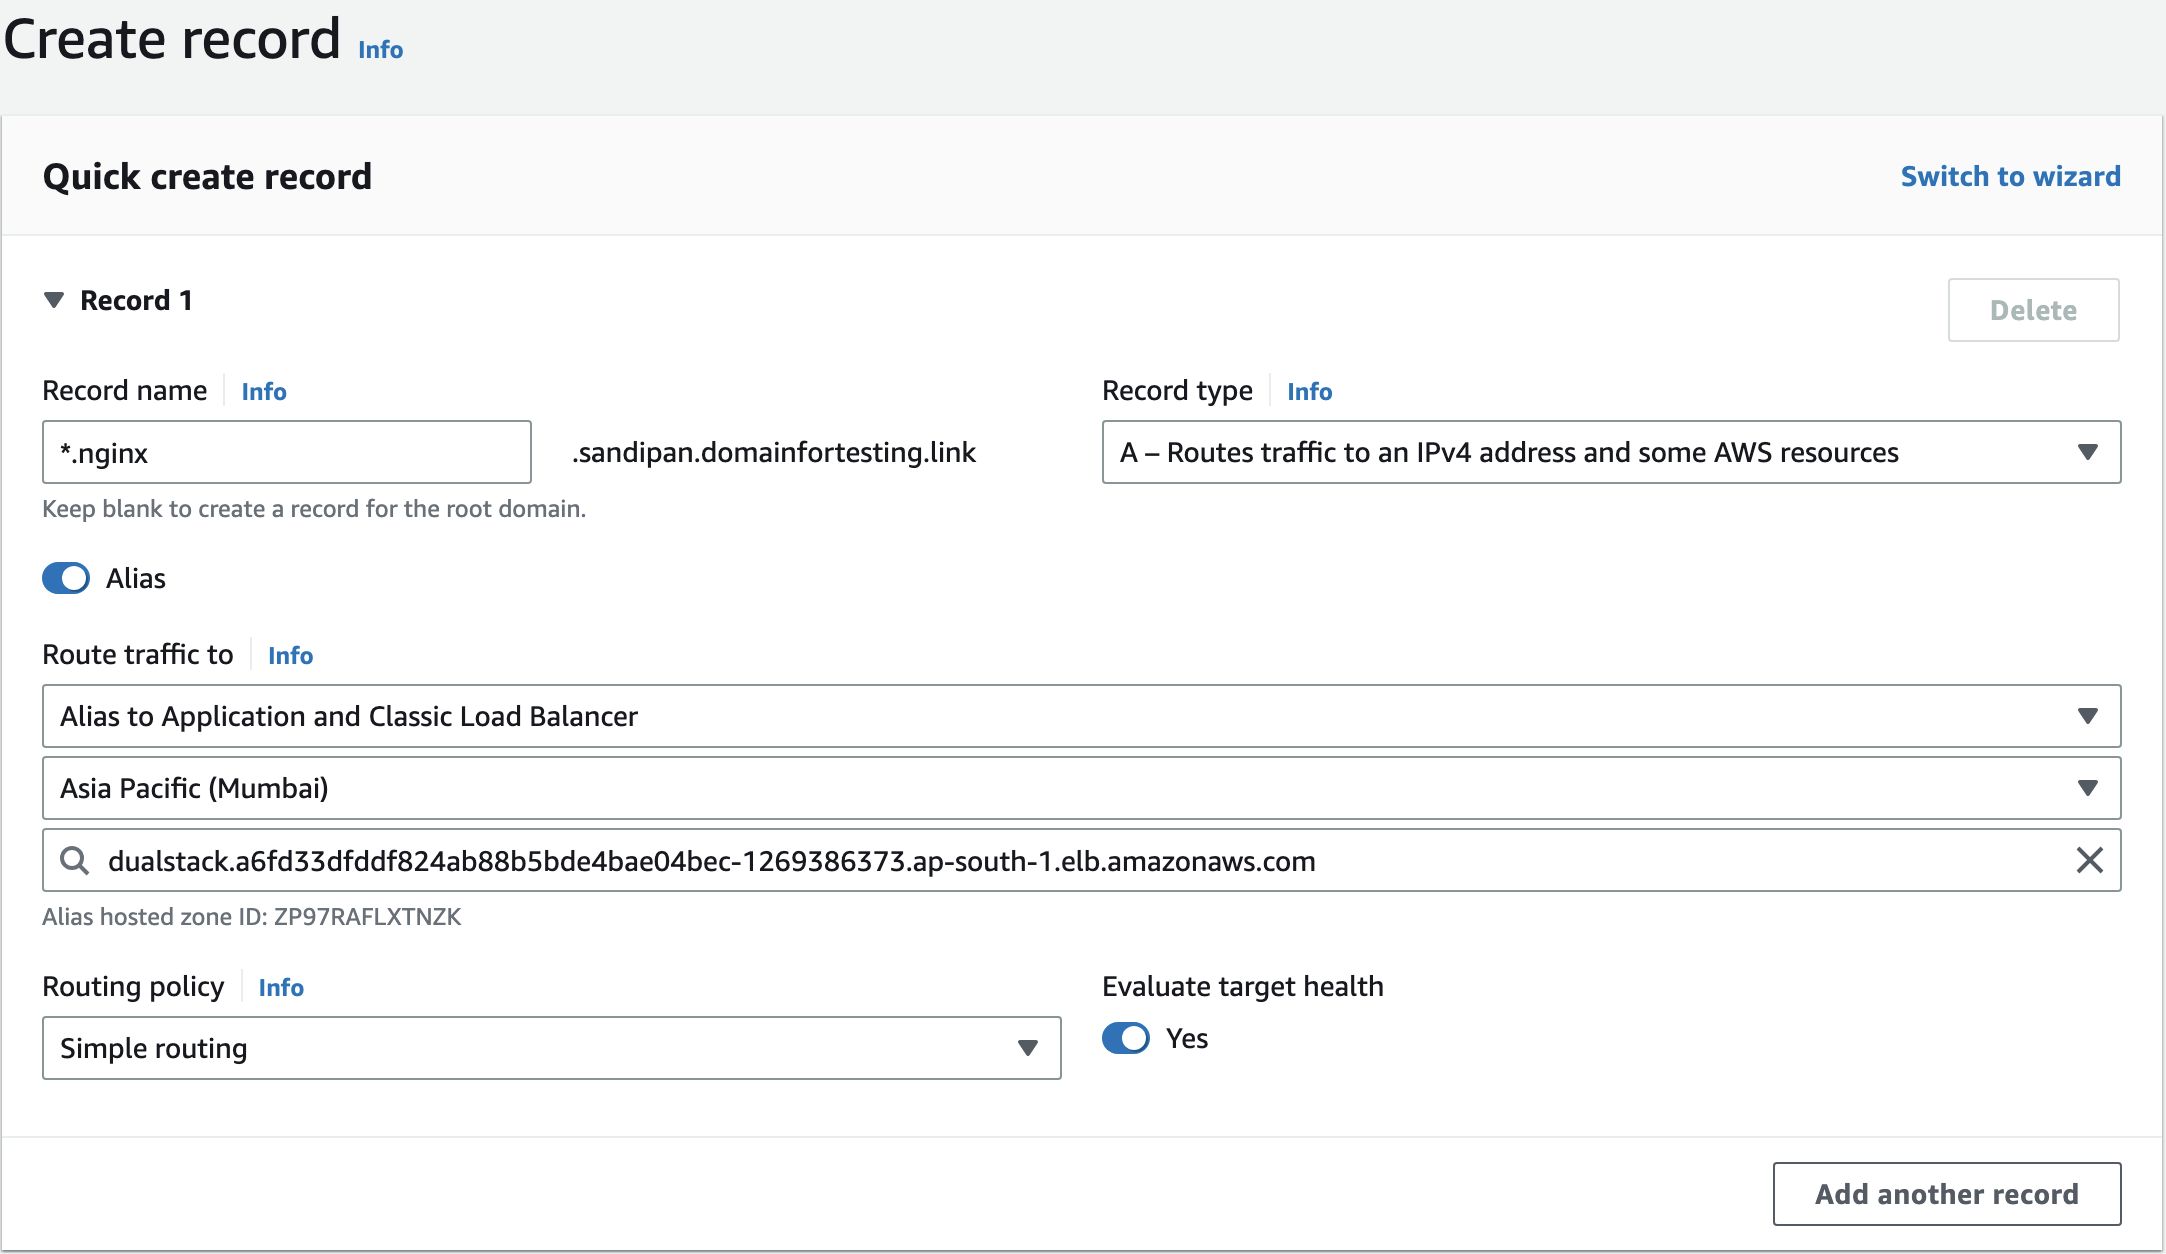 Create record Info
Quick create record
Switch to wizard
Record 1
Delete
Record name Info
*.nginx
.sandipan.domainfortesting.link
Keep blank to create a record for the root domain.
Record type Info
A – Routes traffic to an IPv4 address and some AWS resources
Alias
Route traffic to Info
Alias to Application and Classic Load Balancer
Asia Pacific (Mumbai)
dualstack.a6fd33dfddf824ab88b5bde4bae04bec-1269386373.ap-south-1.elb.amazonaws.com
Alias hosted zone ID: ZP97RAFLXTNZK
Routing policy Info
Simple routing
Evaluate target health
Yes
Add another record